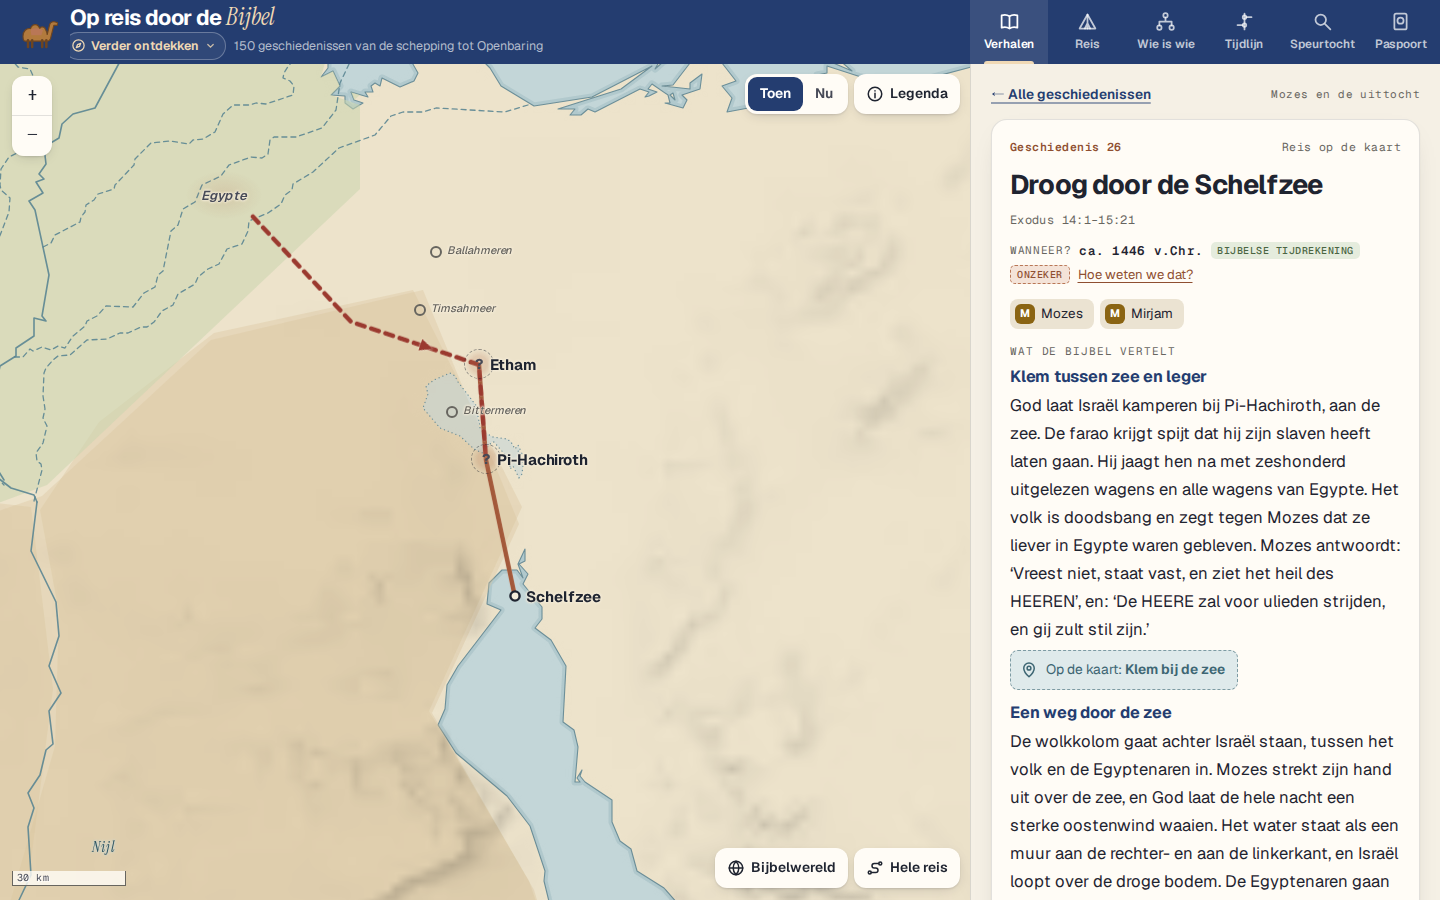 Op reis door de Bijbel
Verder ontdekken
150 geschiedenissen van de schepping tot Openbaring
Verhalen
Reis
Wie is wie
Tijdlijn
Speurtocht
Paspoort
+
−
Toen
Nu
Legenda
Egypte
Ballahmeren
Timsahmeer
? Etham
Bittermeren
? Pi-Hachiroth
Schelfzee
Nijl
30 km
Bijbelwereld
Hele reis
← Alle geschiedenissen
Mozes en de uittocht
Geschiedenis 26
Reis op de kaart
Droog door de Schelfzee
Exodus 14:1–15:21
WANNEER? ca. 1446 v.Chr. BIJBELSE TIJDREKENING
ONZEKER Hoe weten we dat?
M Mozes M Mirjam
WAT DE BIJBEL VERTELT
Klem tussen zee en leger
God laat Israël kamperen bij Pi-Hachiroth, aan de
zee. De farao krijgt spijt dat hij zijn slaven heeft
laten gaan. Hij jaagt hen na met zeshonderd
uitgelezen wagens en alle wagens van Egypte. Het
volk is doodsbang en zegt tegen Mozes dat ze
liever in Egypte waren gebleven. Mozes antwoordt:
‘Vreest niet, staat vast, en ziet het heil des
HEEREN’, en: ‘De HEERE zal voor ulieden strijden,
en gij zult stil zijn.’
Op de kaart: Klem bij de zee
Een weg door de zee
De wolkkolom gaat achter Israël staan, tussen het
volk en de Egyptenaren in. Mozes strekt zijn hand
uit over de zee, en God laat de hele nacht een
sterke oostenwind waaien. Het water staat als een
muur aan de rechter- en aan de linkerkant, en Israël
loopt over de droge bodem. De Egyptenaren gaan